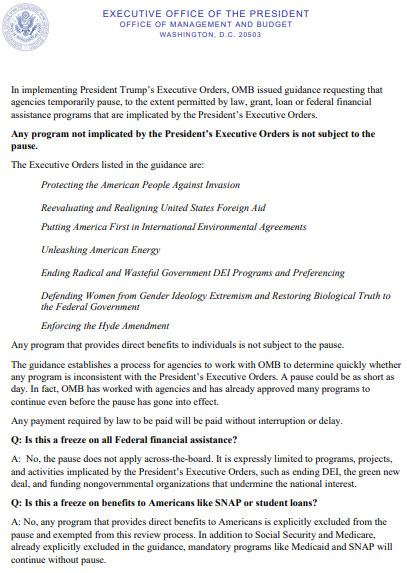 EXECUTIVE OFFICE OF THE PRESIDENT
OFFICE OF MANAGEMENT AND BUDGET
WASHINGTON, D.C. 20503
In implementing President Trump's Executive Orders, OMB issued guidance requesting that
agencies temporarily pause, to the extent permitted by law, grant, loan or federal financial
assistance programs that are implicated by the President's Executive Orders.
Any program not implicated by the President's Executive Orders is not subject to the
pause.
The Executive Orders listed in the guidance are:
Protecting the American People Against Invasion
Reevaluating and Realigning United States Foreign Aid
Putting America First in International Environmental Agreements
Unleashing American Energy
Ending Radical and Wasteful Government DEI Programs and Preferencing
Defending Women from Gender Ideology Extremism and Restoring Biological Truth to
the Federal Government
Enforcing the Hyde Amendment
Any program that provides direct benefits to individuals is not subject to the pause.
The guidance establishes a process for agencies to work with OMB to determine quickly whether
any program is inconsistent with the President's Executive Orders. A pause could be as short as
day. In fact, OMB has worked with agencies and has already approved many programs to
continue even before the pause has gone into effect.
Any payment required by law to be paid will be paid without interruption or delay.
Q: Is this a freeze on all Federal financial assistance?
A: No, the pause does not apply across-the-board. It is expressly limited to programs, projects,
and activities implicated by the President's Executive Orders, such as ending DEI, the green new
deal, and funding nongovernmental organizations that undermine the national interest.
Q: Is this a freeze on benefits to Americans like SNAP or student loans?
A: No, any program that provides direct benefits to Americans is explicitly excluded from the
pause and exempted from this review process. In addition to Social Security and Medicare,
already explicitly excluded in the guidance, mandatory programs like Medicaid and SNAP will
continue without pause.